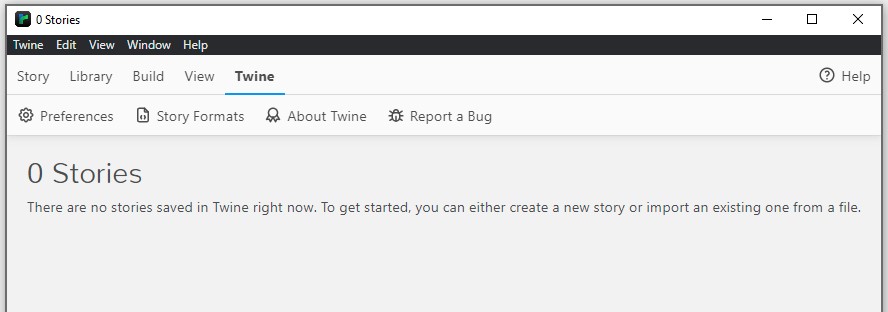 0 Stories
Twine Edit View Window Help
Story Library Build View Twine Help
Preferences Story Formats About Twine Report a Bug
0 Stories
There are no stories saved in Twine right now. To get started, you can either create a new story or import an existing one from a file.